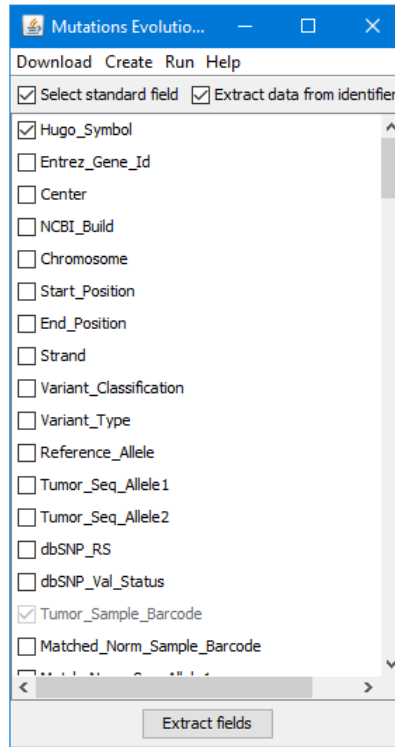 Mutations Evolutio...
Download Create Run Help
Select standard field Extract data from identifier
Hugo_Symbol
Entrez_Gene_Id
Center
NCBI_Build
Chromosome
Start_Position
End_Position
Strand
Variant_Classification
Variant_Type
Reference_Allele
Tumor_Seq_Allele1
Tumor_Seq_Allele2
dbSNP_RS
dbSNP_Val_Status
Tumor_Sample_Barcode
Matched_Norm_Sample_Barcode
Extract fields